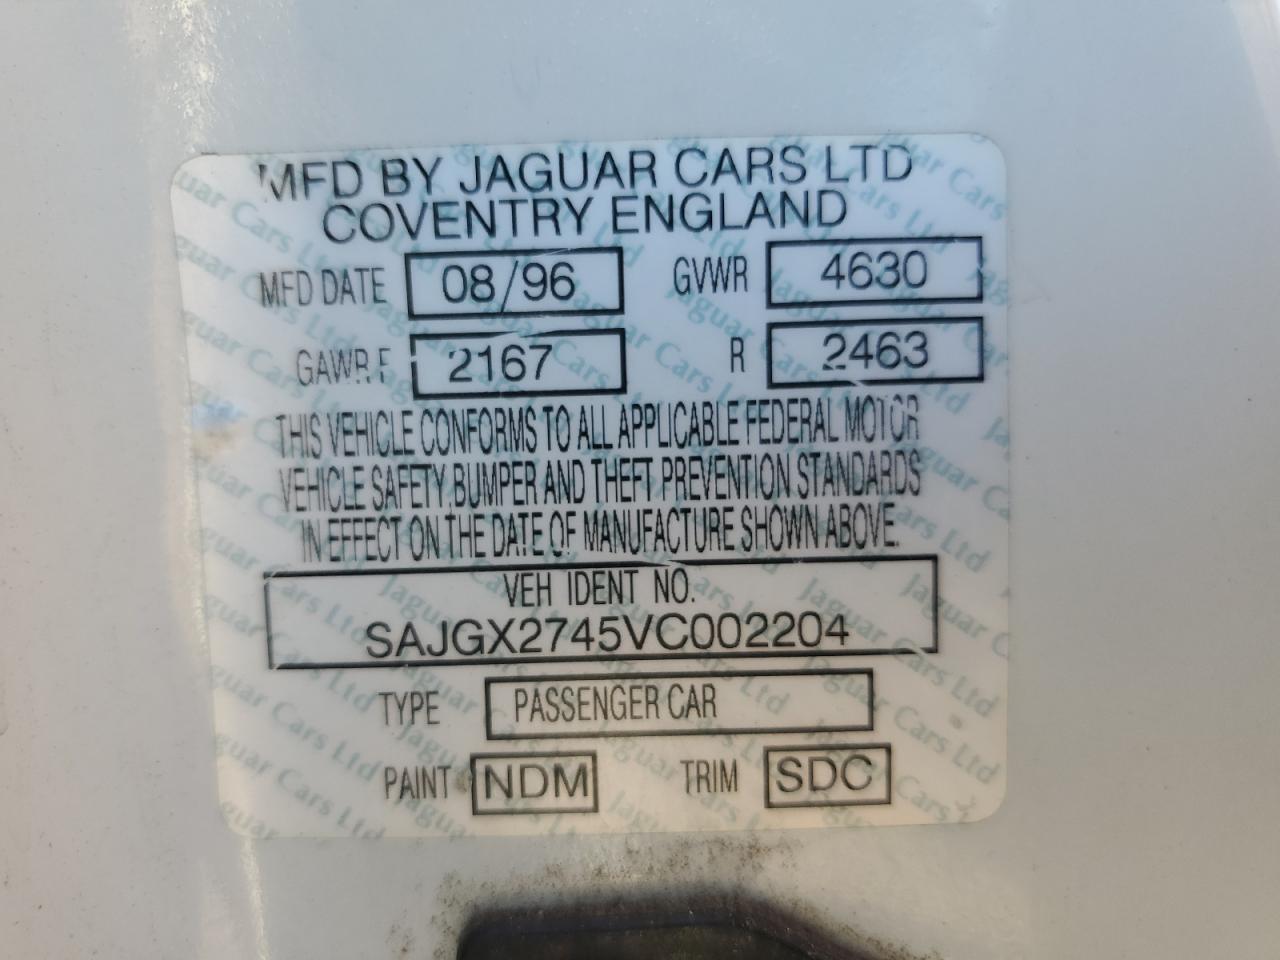 MFD BY JAGUAR CARS LTD
COVENTRY ENGLAND
MFD DATE 08/96 GVWR 4630
GAWR F 2167 R 2463
THIS VEHICLE CONFORMS TO ALL APPLICABLE FEDERAL MOTOR
VEHICLE SAFETY, BUMPER AND THEFT PREVENTION STANDARDS
IN EFFECT ON THE DATE OF MANUFACTURE SHOWN ABOVE.
VEH IDENT NO.
SAJGX2745VC002204
TYPE PASSENGER CAR
PAINT NDM TRIM SDC